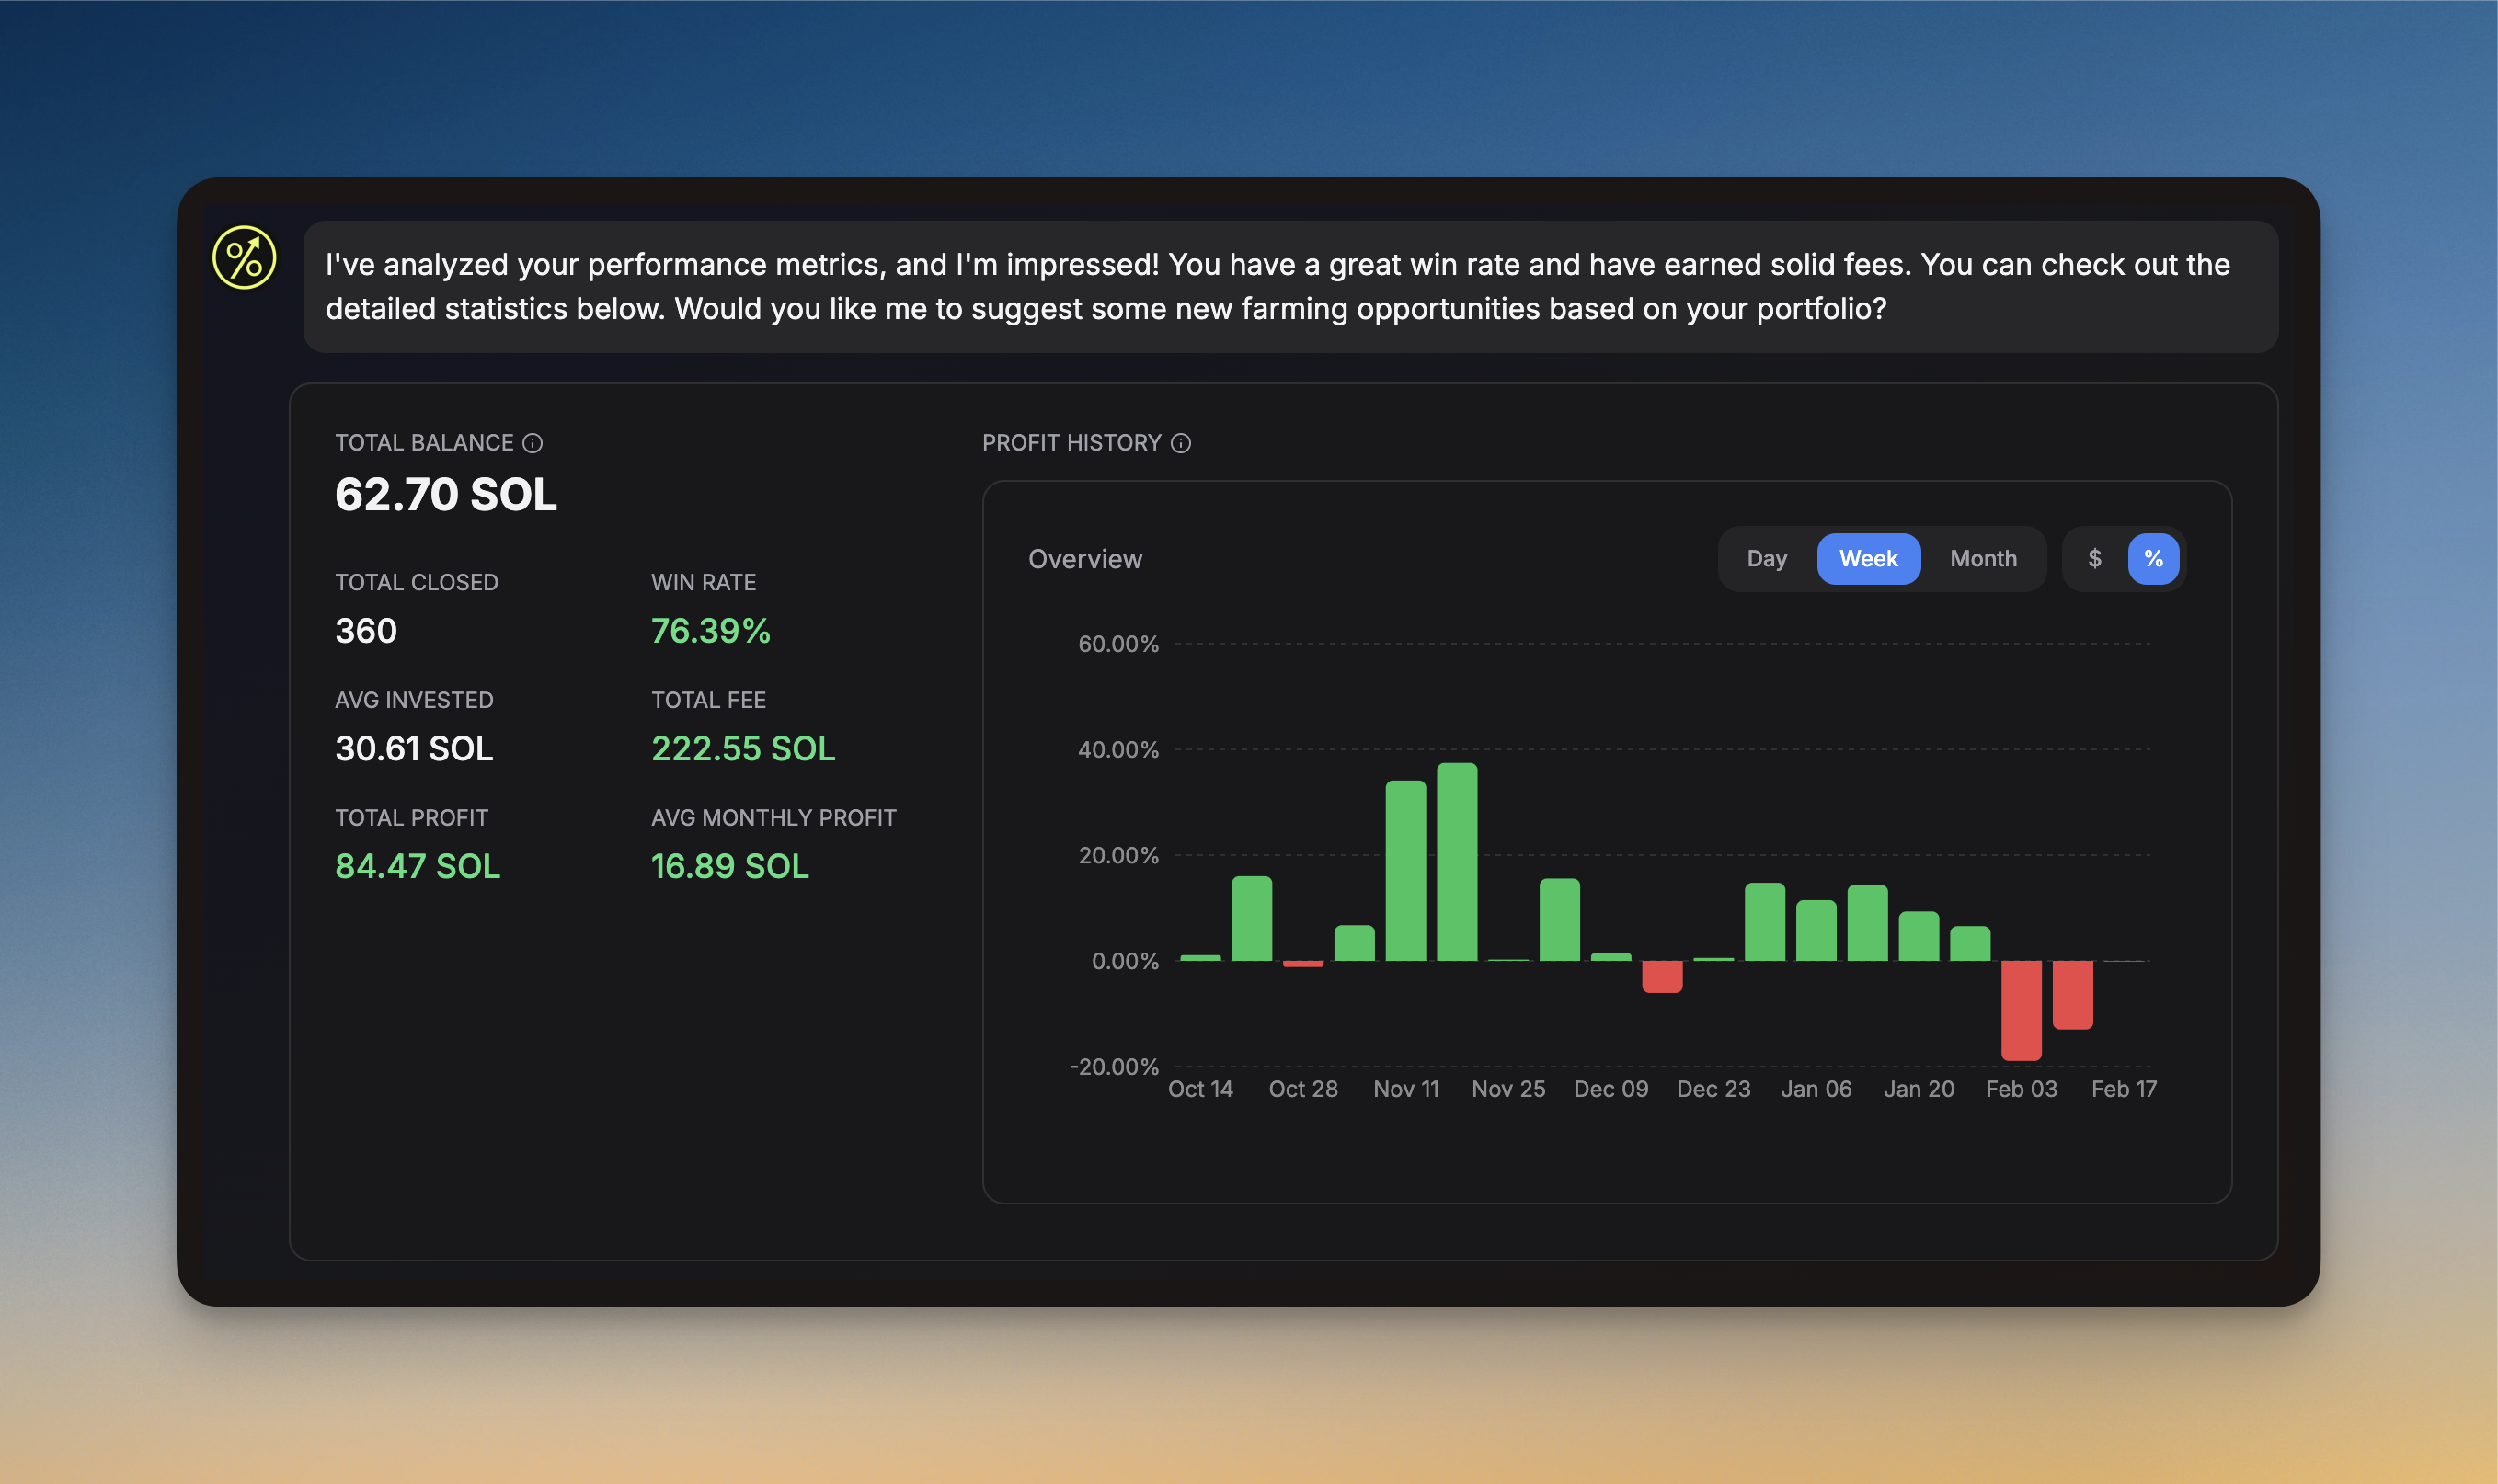 I've analyzed your performance metrics, and I'm impressed! You have a great win rate and have earned solid fees. You can check out the
detailed statistics below. Would you like me to suggest some new farming opportunities based on your portfolio?
TOTAL BALANCE
62.70 SOL
TOTAL CLOSED
360
WIN RATE
76.39%
AVG INVESTED
30.61 SOL
TOTAL FEE
222.55 SOL
TOTAL PROFIT
84.47 SOL
AVG MONTHLY PROFIT
16.89 SOL
PROFIT HISTORY
Overview
Day Week Month $ %
60.00%
40.00%
20.00%
0.00%
-20.00%
Oct 14 Oct 28 Nov 11 Nov 25 Dec 09 Dec 23 Jan 06 Jan 20 Feb 03 Feb 17